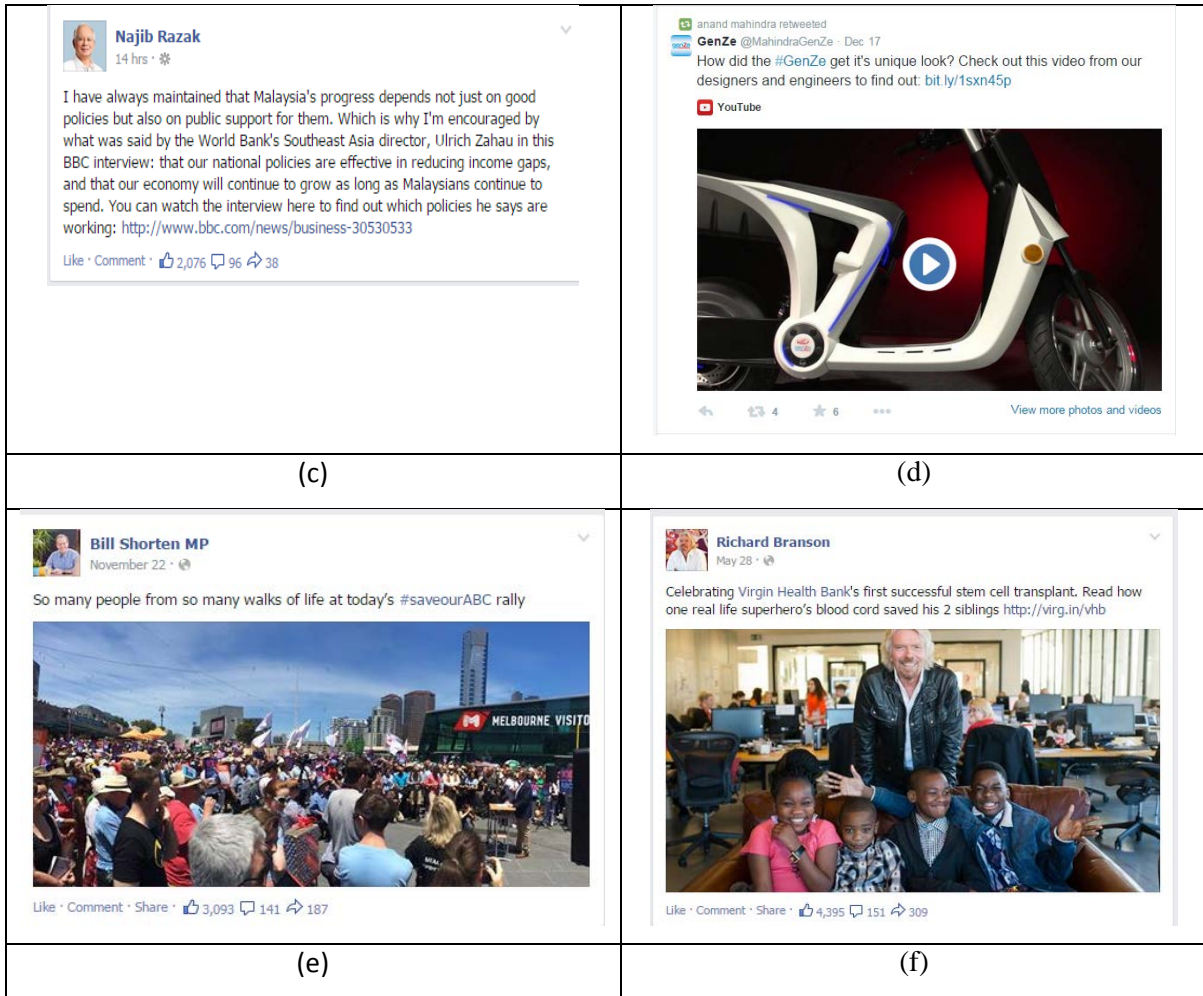 Najib Razak
14 hrs ·
I have always maintained that Malaysia's progress depends not just on good
policies but also on public support for them. Which is why I'm encouraged by
what was said by the World Bank's Southeast Asia director, Ulrich Zahau in this
BBC interview: that our national policies are effective in reducing income gaps,
and that our economy will continue to grow as long as Malaysians continue to
spend. You can watch the interview here to find out which policies he says are
working: http://www.bbc.com/news/business-30530533
Like · Comment · 2,076 96 38
anand mahindra retweeted
GenZe @MahindraGenZe · Dec 17
How did the #GenZe get it's unique look? Check out this video from our
designers and engineers to find out: bit.ly/1sxn45p
YouTube
4 6 View more photos and videos
(c)
(d)
Bill Shorten MP
November 22 ·
So many people from so many walks of life at today's #saveourABC rally
MELBOURNE VISITO
Like · Comment · Share · 3,093 141 187
Richard Branson
May 28 ·
Celebrating Virgin Health Bank's first successful stem cell transplant. Read how
one real life superhero's blood cord saved his 2 siblings http://virg.in/vhb
Like · Comment · Share · 4,395 151 309
(e)
(f)